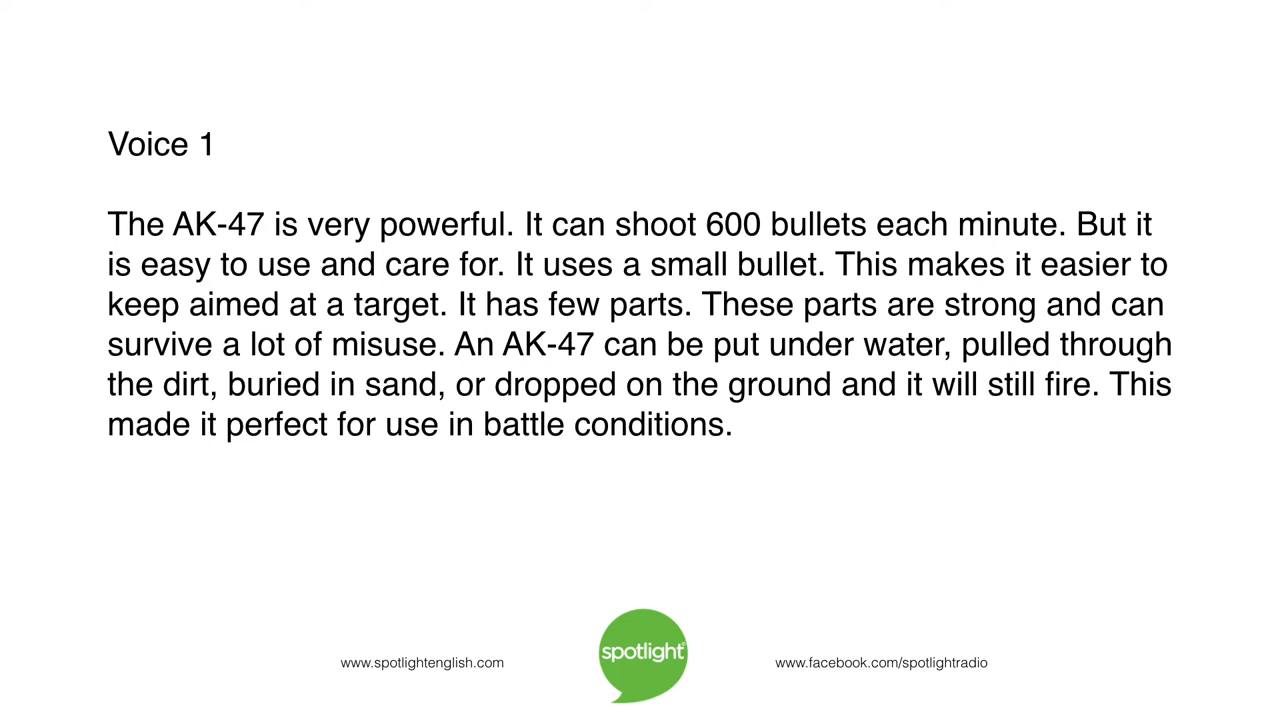 Voice 1
The AK-47 is very powerful. It can shoot 600 bullets each minute. But it
is easy to use and care for. It uses a small bullet. This makes it easier to
keep aimed at a target. It has few parts. These parts are strong and can
survive a lot of misuse. An AK-47 can be put under water, pulled through
the dirt, buried in sand, or dropped on the ground and it will still fire. This
made it perfect for use in battle conditions.
www.spotlightenglish.com
spotlight®
www.facebook.com/spotlightradio